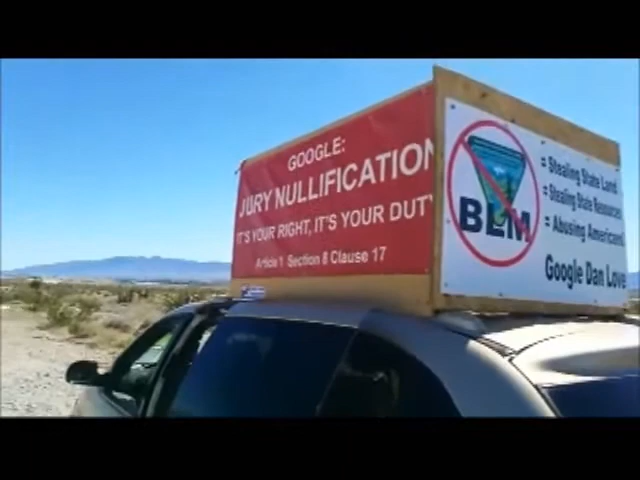 GOOGLE:
JURY NULLIFICATION
IT'S YOUR RIGHT, IT'S YOUR DUTY
Article 1 Section 8 Clause 17
BLM
= Stealing State Land
= Stealing State Resources
= Abusing Americans
Google Dan Love